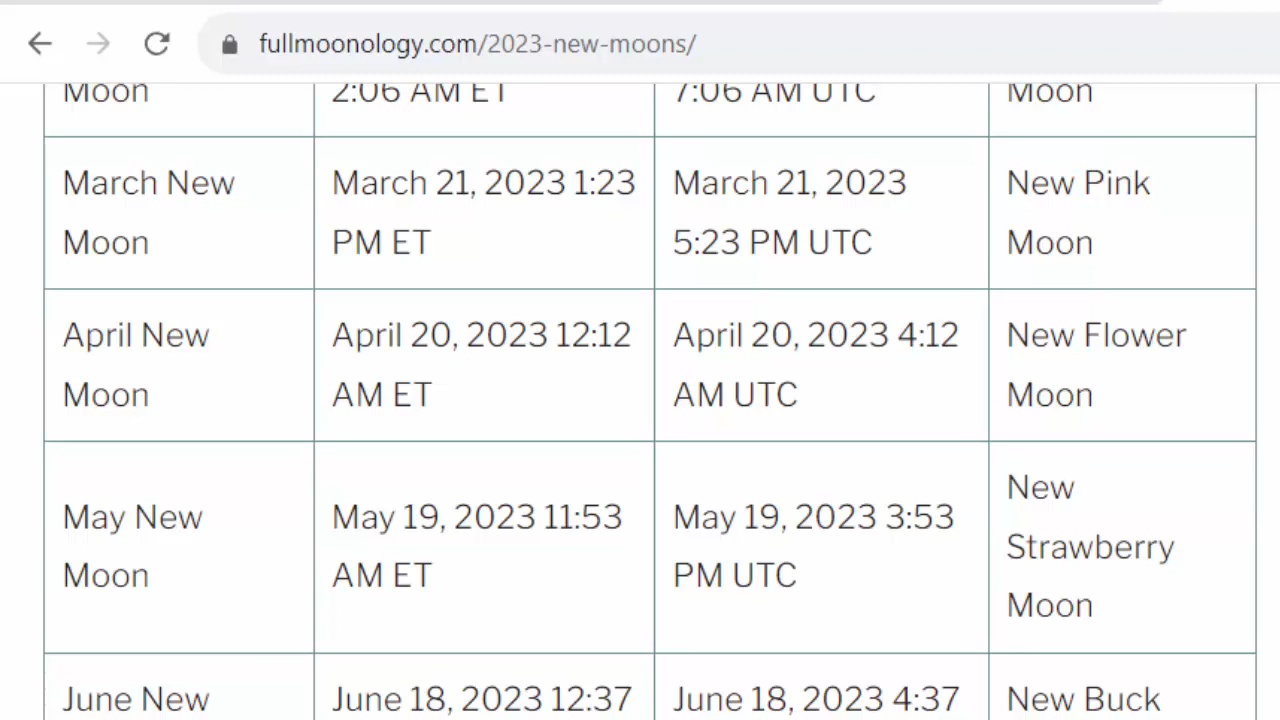 fullmoonology.com/2023-new-moons/
Moon 2:06 AM ET 7:06 AM UTC Moon
March New March 21, 2023 1:23 March 21, 2023 New Pink
Moon PM ET 5:23 PM UTC Moon
April New April 20, 2023 12:12 April 20, 2023 4:12 New Flower
Moon AM ET AM UTC Moon
New
May New May 19, 2023 11:53 May 19, 2023 3:53
Strawberry
Moon AM ET PM UTC
Moon
June New June 18, 2023 12:37 June 18, 2023 4:37 New Buck